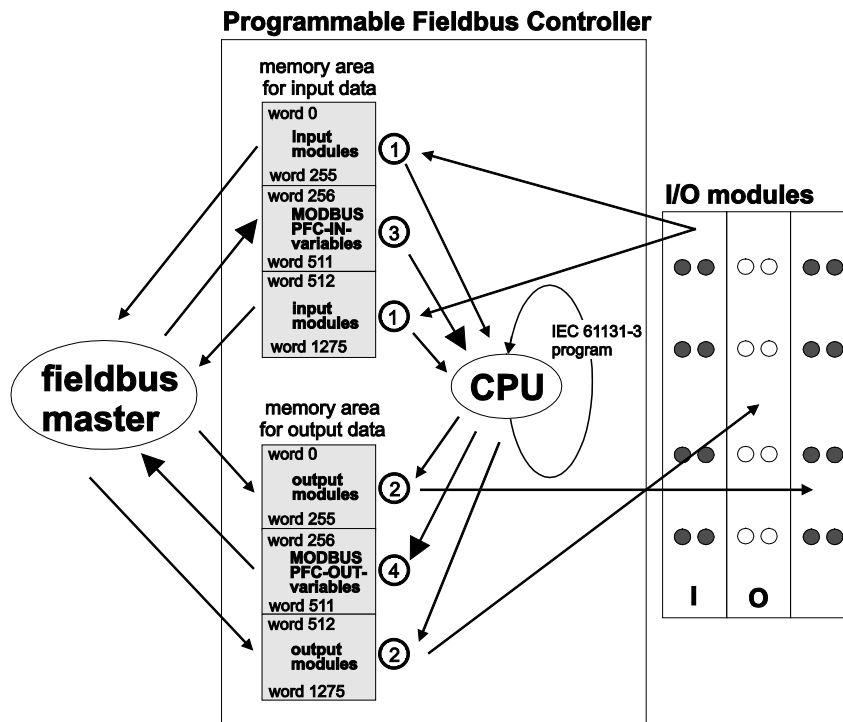 Programmable Fieldbus Controller
memory area
for input data
word 0
input
modules
1
word 255
word 256
MODBUS
PFC-IN-
variables
3
word 511
word 512
input
modules
1
word 1275
I/O modules
IEC 61131-3
program
CPU
fieldbus
master
memory area
for output data
word 0
output
modules
2
word 255
word 256
MODBUS
PFC-OUT-
variables
4
word 511
word 512
output
modules
2
word 1275
I
O